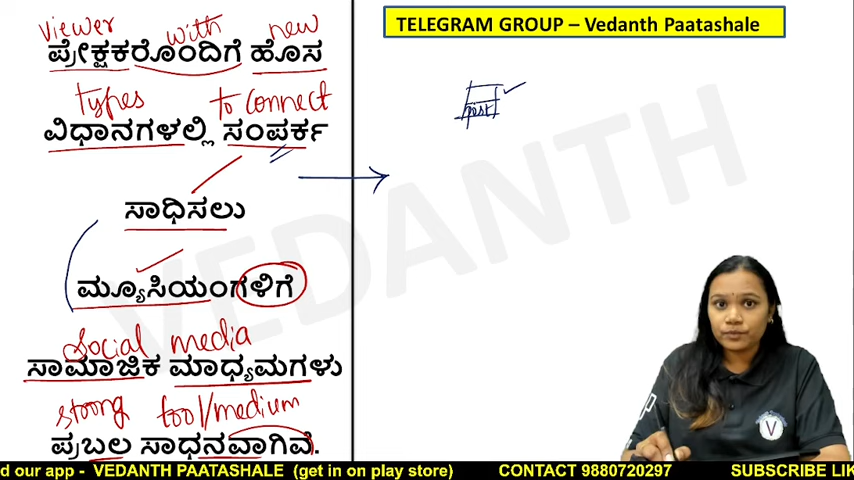 viewer with new
ಪ್ರೇಕ್ಷಕರೊಂದಿಗೆ ಹೊಸ
types to connect
ವಿಧಾನಗಳಲ್ಲಿ ಸಂಪರ್ಕ
ಸಾಧಿಸಲು
ಮ್ಯೂಸಿಯಂಗಳಿಗೆ
Social media
ಸಾಮಾಜಿಕ ಮಾಧ್ಯಮಗಳು
strong tool/medium
ಪ್ರಬಲ ಸಾಧನವಾಗಿವೆ.
TELEGRAM GROUP – Vedanth Paatashale
VEDANTH
V
d our app - VEDANTH PAATASHALE (get in on play store) CONTACT 9880720297 SUBSCRIBE LIK